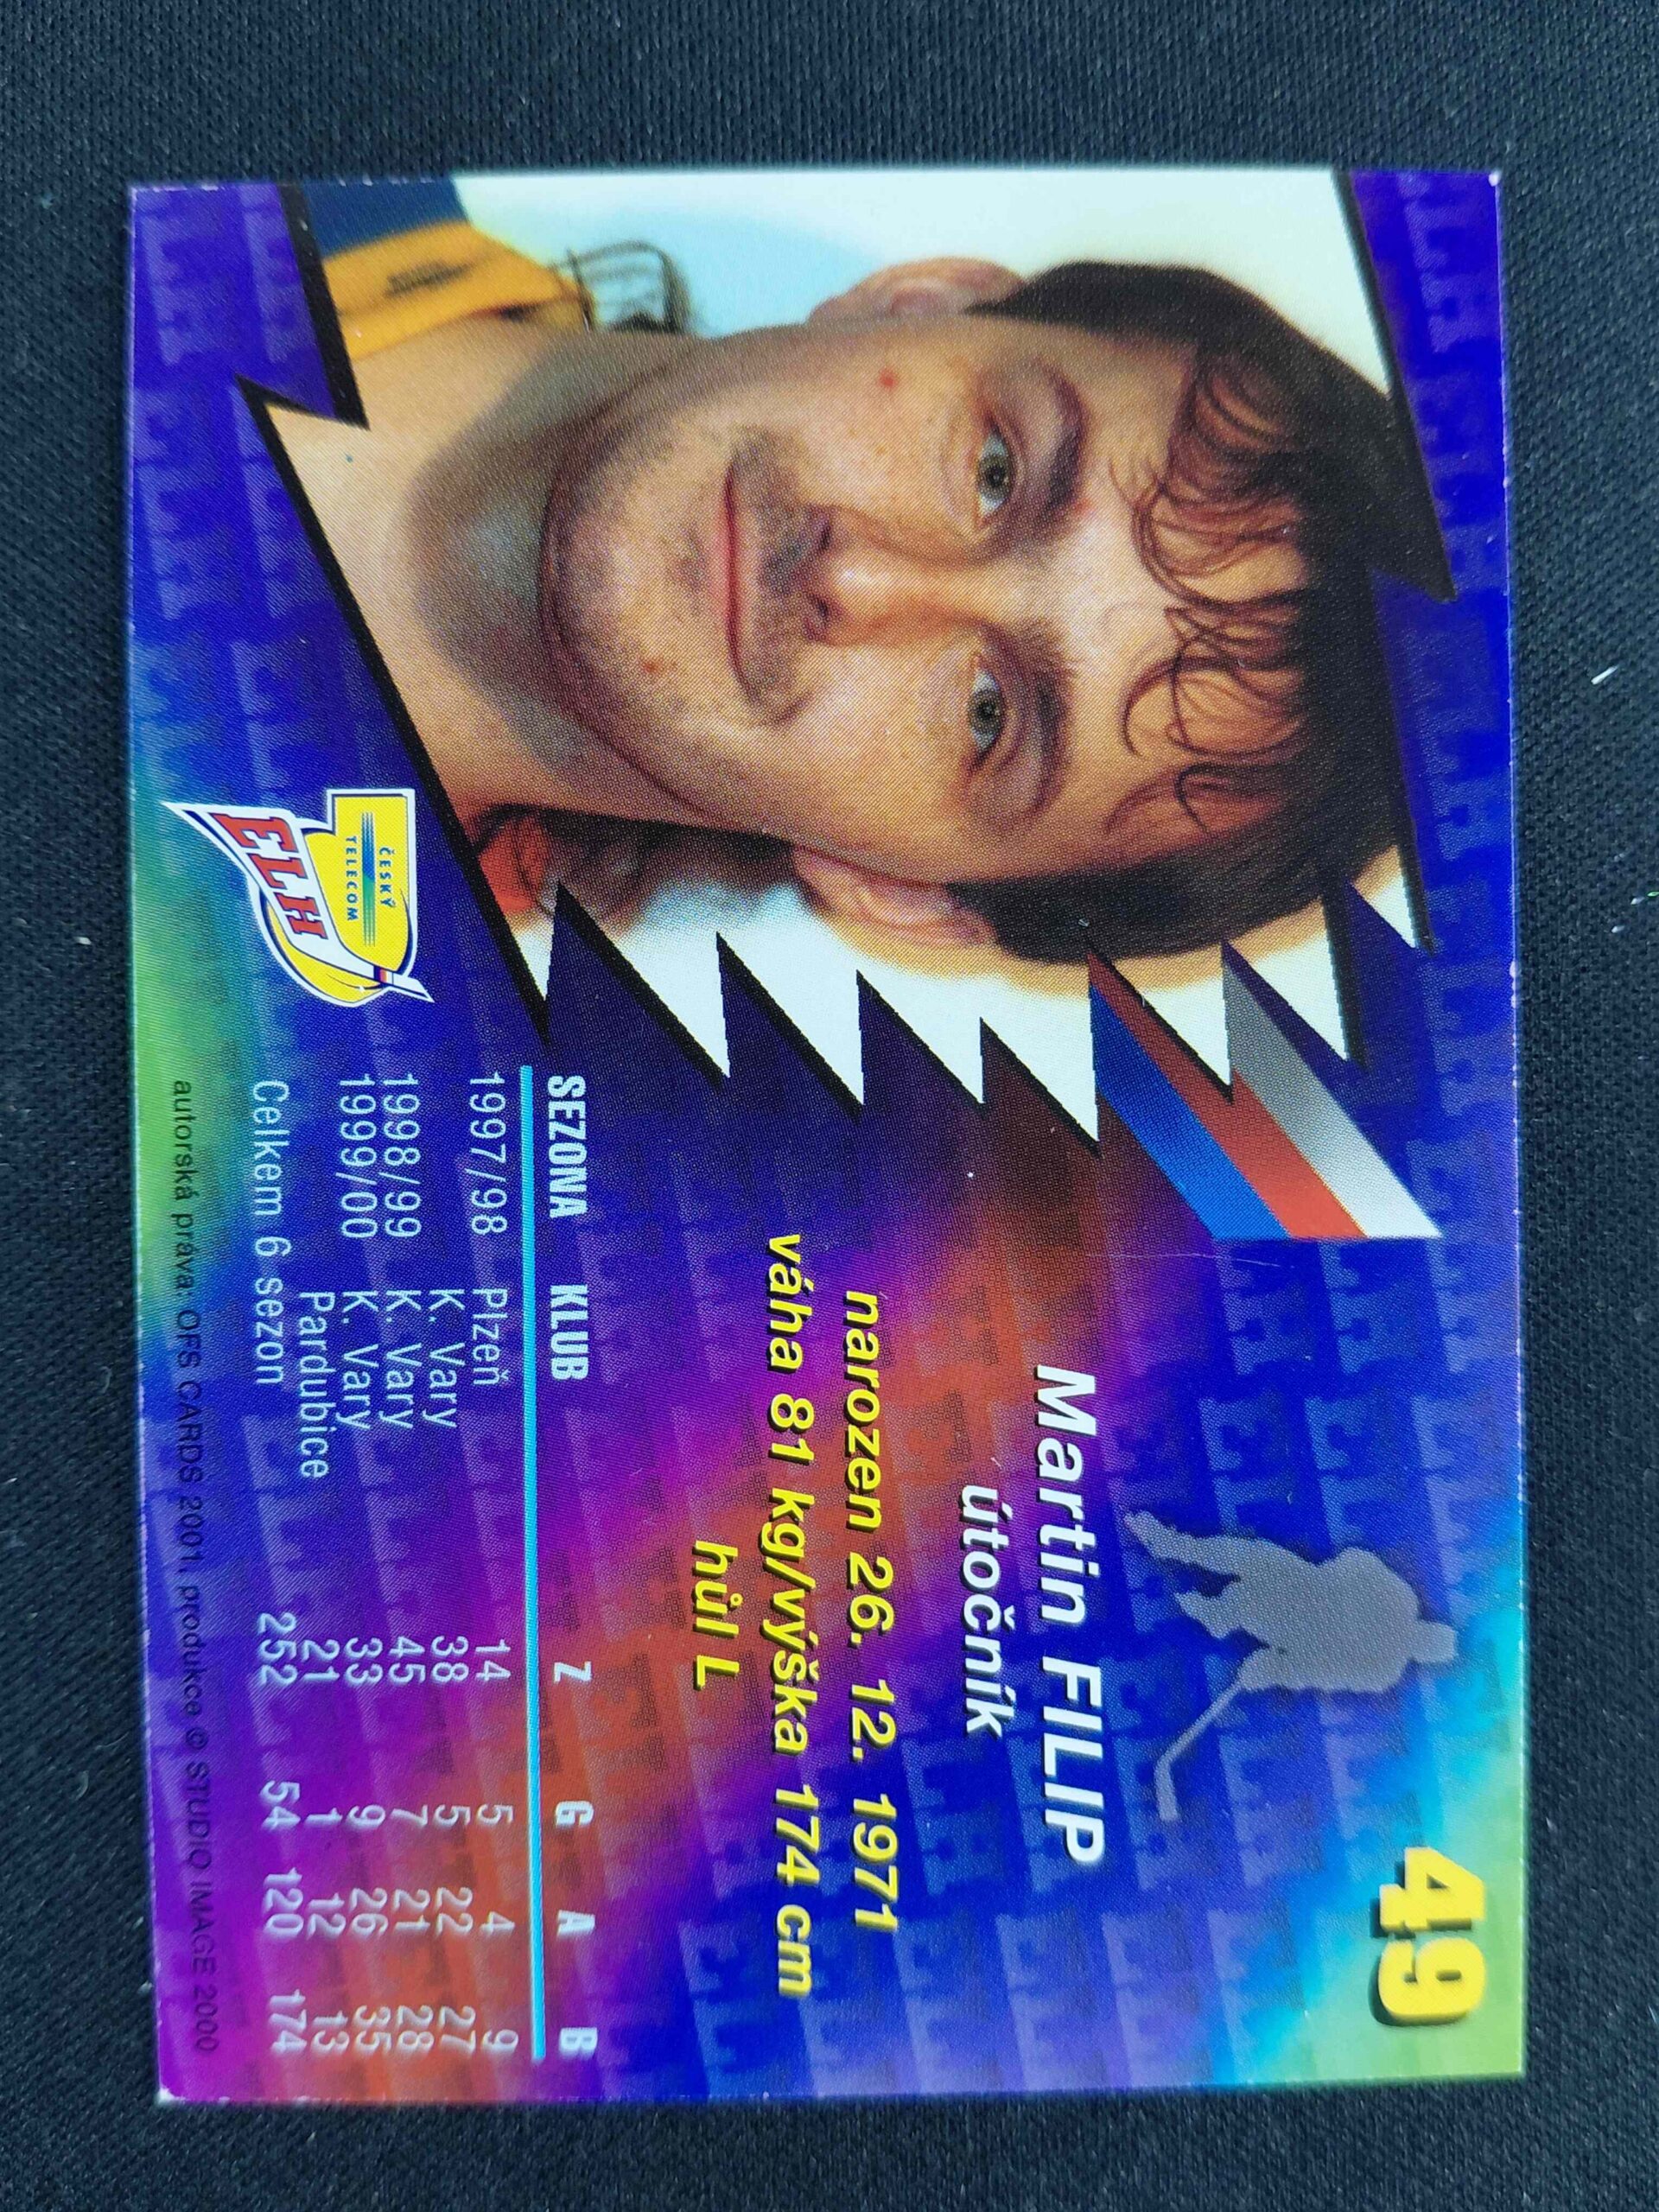 49
Martin FILIP
útočník
narozen 26. 12. 1971
váha 81 kg/výška 174 cm
hůl L
SEZONA KLUB Z G A B
1997/98 Plzeň 14 5 4 9
K. Vary 38 5 22 27
1998/99 K. Vary 45 7 21 28
1999/00 K. Vary 33 9 26 35
Pardubice 21 1 12 13
Celkem 6 sezon 252 54 120 174
ČESKÝ
TELECOM
ELH
autorská práva: OFS CARDS 2001, produkce © STUDIO IMAGE 2000